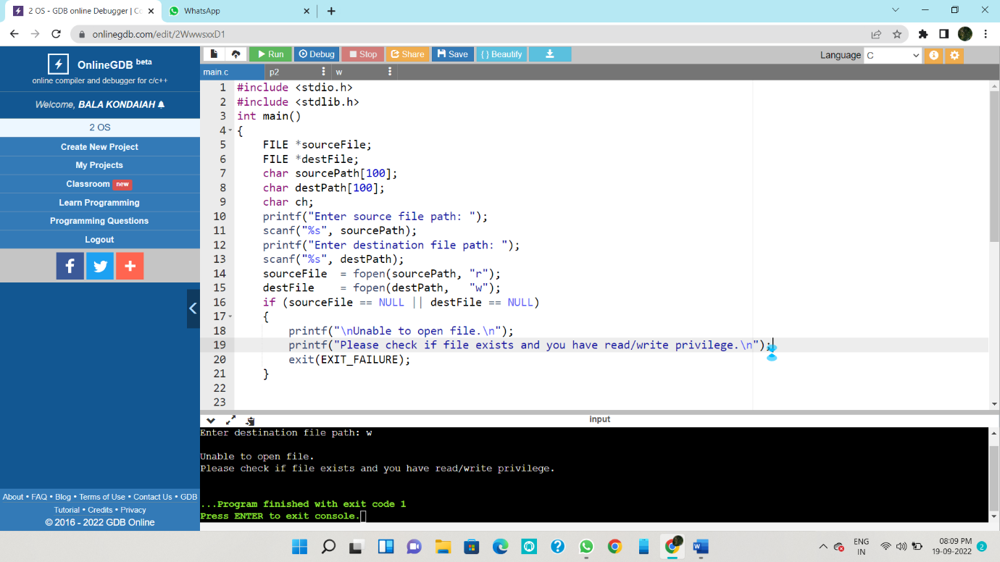 2 OS - GDB online Debugger | Co
WhatsApp
onlinegdb.com/edit/2WwwsxxD1
OnlineGDB beta
online compiler and debugger for c/c++
Welcome, BALA KONDAIAH
2 OS
Create New Project
My Projects
Classroom new
Learn Programming
Programming Questions
Logout
About • FAQ • Blog • Terms of Use • Contact Us • GDB
Tutorial • Credits • Privacy
© 2016 - 2022 GDB Online
Run Debug Stop Share Save { } Beautify
Language C
main.c p2 w
1 #include <stdio.h>
2 #include <stdlib.h>
3 int main()
4 {
5 FILE *sourceFile;
6 FILE *destFile;
7 char sourcePath[100];
8 char destPath[100];
9 char ch;
10 printf("Enter source file path: ");
11 scanf("%s", sourcePath);
12 printf("Enter destination file path: ");
13 scanf("%s", destPath);
14 sourceFile  = fopen(sourcePath, "r");
15 destFile    = fopen(destPath,   "w");
16 if (sourceFile == NULL || destFile == NULL)
17 {
18 printf("\nUnable to open file.\n");
19 printf("Please check if file exists and you have read/write privilege.\n");
20 exit(EXIT_FAILURE);
21 }
22
23
input
Enter destination file path: w
Unable to open file.
Please check if file exists and you have read/write privilege.
...Program finished with exit code 1
Press ENTER to exit console.
ENG
IN
08:09 PM
19-09-2022
2